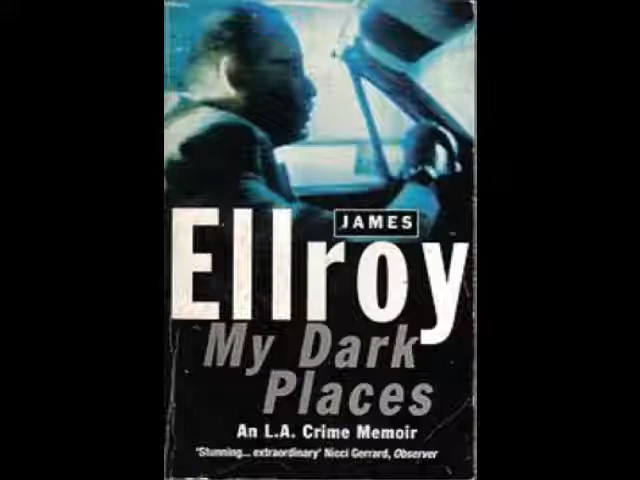 JAMES
Ellroy
My Dark
Places
An L.A. Crime Memoir
'Stunning... extraordinary' Nicci Gerrard, Observer